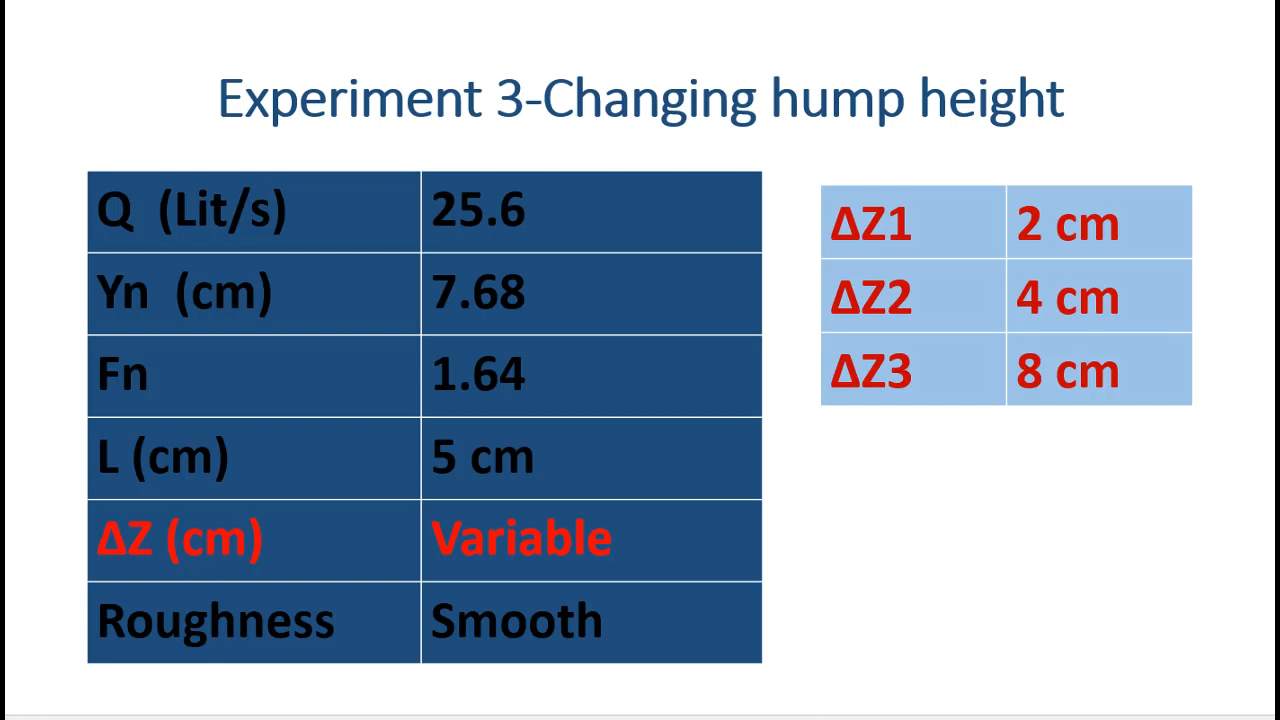 Experiment 3-Changing hump height
Q (Lit/s) 25.6
Yn (cm) 7.68
Fn 1.64
L (cm) 5 cm
ΔZ (cm) Variable
Roughness Smooth
ΔZ1 2 cm
ΔZ2 4 cm
ΔZ3 8 cm